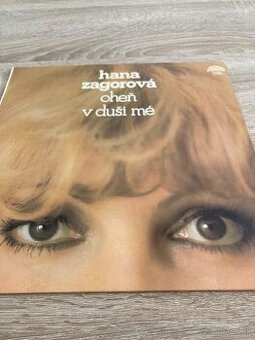 hana
zagorová
oheň
v duši mé